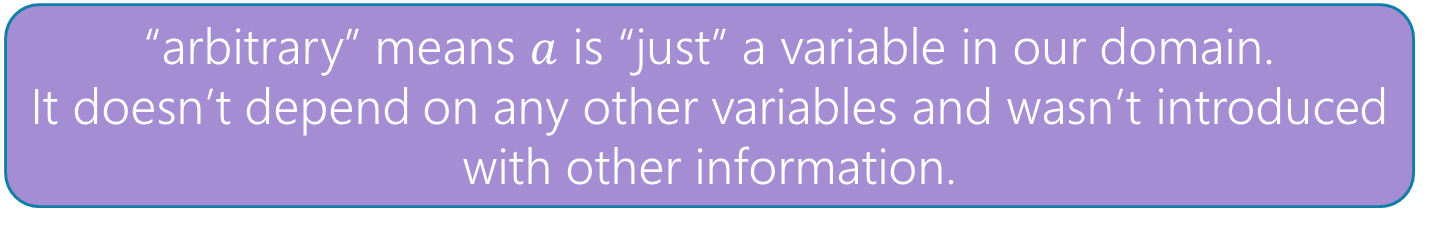 “arbitrary” means 𝑎 is “just” a variable in our domain.
It doesn’t depend on any other variables and wasn’t introduced
with other information.